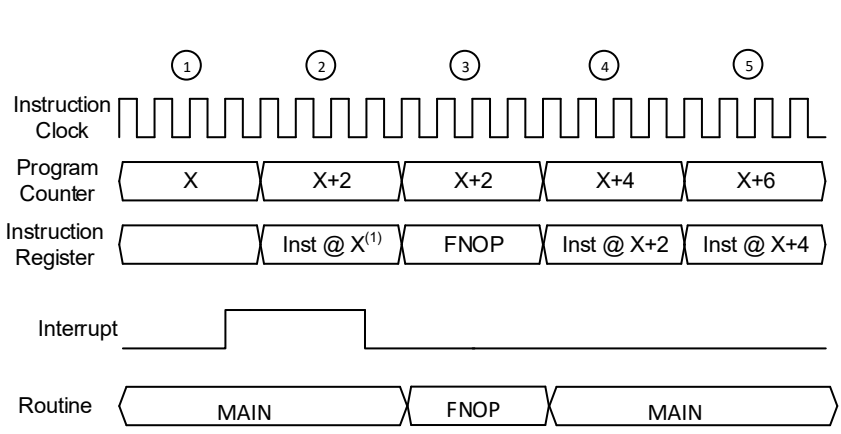 1 2 3 4 5
Instruction
Clock
Program
Counter
X X+2 X+2 X+4 X+6
Instruction
Register
Inst @ X(1) FNOP Inst @ X+2 Inst @ X+4
Interrupt
Routine MAIN FNOP MAIN